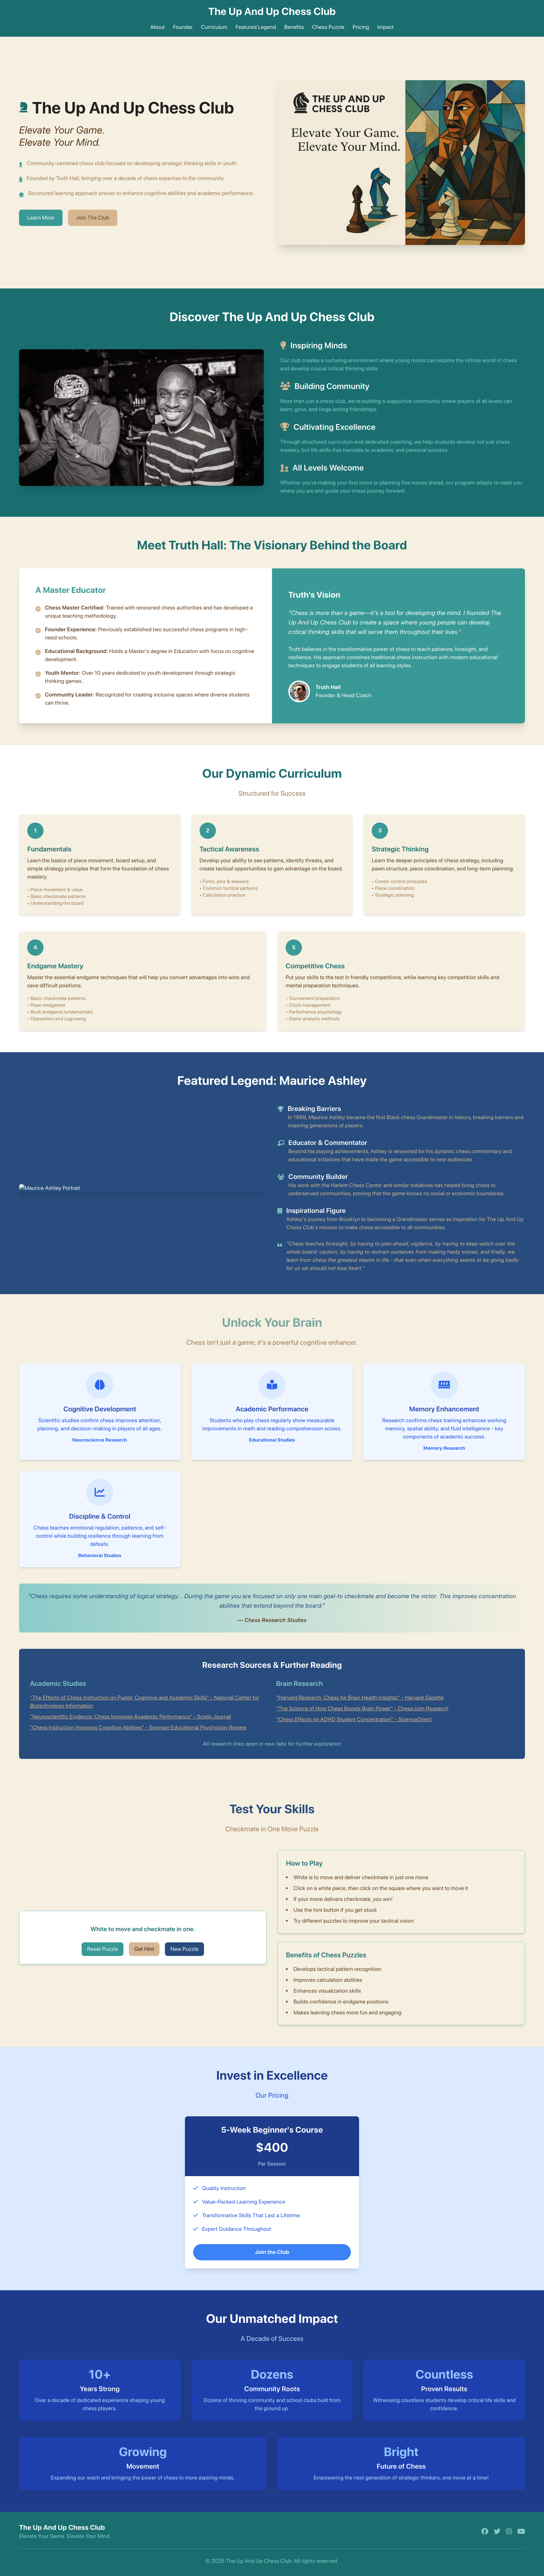 The Up And Up Chess Club
About Founder Curriculum Featured Legend Benefits Chess Puzzle Pricing Impact
The Up And Up Chess Club
Elevate Your Game.
Elevate Your Mind.
Community-centered chess club focused on developing strategic thinking skills in youth.
Founded by Truth Hall, bringing over a decade of chess expertise to the community.
Structured learning approach proven to enhance cognitive abilities and academic performance.
Learn More Join The Club
THE UP AND UP
CHESS CLUB
Elevate Your Game.
Elevate Your Mind.
Discover The Up And Up Chess Club
Inspiring Minds
Our club creates a nurturing environment where young minds can explore the infinite world of chess
and develop crucial critical thinking skills.
Building Community
More than just a chess club, we're building a supportive community where players of all levels can
learn, grow, and forge lasting friendships.
Cultivating Excellence
Through structured curriculum and dedicated coaching, we help students develop not just chess
mastery, but life skills that translate to academic and personal success.
All Levels Welcome
Whether you're making your first move or planning five moves ahead, our program adapts to meet you
where you are and guide your chess journey forward.
Meet Truth Hall: The Visionary Behind the Board
A Master Educator
Chess Master Certified: Trained with renowned chess authorities and has developed a
unique teaching methodology.
Founder Experience: Previously established two successful chess programs in high-
need schools.
Educational Background: Holds a Master's degree in Education with focus on cognitive
development.
Youth Mentor: Over 10 years dedicated to youth development through strategic
thinking games.
Community Leader: Recognized for creating inclusive spaces where diverse students
can thrive.
Truth's Vision
"Chess is more than a game—it's a tool for developing the mind. I founded The
Up And Up Chess Club to create a space where young people can develop
critical thinking skills that will serve them throughout their lives."
Truth believes in the transformative power of chess to teach patience, foresight, and
resilience. His approach combines traditional chess instruction with modern educational
techniques to engage students of all learning styles.
Truth Hall
Founder & Head Coach
Our Dynamic Curriculum
Structured for Success
1
Fundamentals
Learn the basics of piece movement, board setup, and
simple strategy principles that form the foundation of chess
mastery.
• Piece movement & value
• Basic checkmate patterns
• Understanding the board
2
Tactical Awareness
Develop your ability to see patterns, identify threats, and
create tactical opportunities to gain advantage on the board.
• Forks, pins & skewers
• Common tactical patterns
• Calculation practice
3
Strategic Thinking
Learn the deeper principles of chess strategy, including
pawn structure, piece coordination, and long-term planning.
• Center control principles
• Piece coordination
• Strategic planning
4
Endgame Mastery
Master the essential endgame techniques that will help you convert advantages into wins and
save difficult positions.
• Basic checkmate patterns
• Pawn endgames
• Rook endgame fundamentals
• Opposition and zugzwang
5
Competitive Chess
Put your skills to the test in friendly competitions, while learning key competition skills and
mental preparation techniques.
• Tournament preparation
• Clock management
• Performance psychology
• Game analysis methods
Featured Legend: Maurice Ashley
Maurice Ashley Portrait
Breaking Barriers
In 1999, Maurice Ashley became the first Black chess Grandmaster in history, breaking barriers and
inspiring generations of players.
Educator & Commentator
Beyond his playing achievements, Ashley is renowned for his dynamic chess commentary and
educational initiatives that have made the game accessible to new audiences.
Community Builder
His work with the Harlem Chess Center and similar initiatives has helped bring chess to
underserved communities, proving that the game knows no social or economic boundaries.
Inspirational Figure
Ashley's journey from Brooklyn to becoming a Grandmaster serves as inspiration for The Up And Up
Chess Club's mission to make chess accessible to all communities.
"Chess teaches foresight, by having to plan ahead; vigilance, by having to keep watch over the
whole board; caution, by having to restrain ourselves from making hasty moves; and finally, we
learn from chess the greatest maxim in life - that even when everything seems to be going badly
for us we should not lose heart."
Unlock Your Brain
Chess isn't just a game; it's a powerful cognitive enhancer.
Cognitive Development
Scientific studies confirm chess improves attention,
planning, and decision-making in players of all ages.
Neuroscience Research
Academic Performance
Students who play chess regularly show measurable
improvements in math and reading comprehension scores.
Educational Studies
Memory Enhancement
Research confirms chess training enhances working
memory, spatial ability, and fluid intelligence - key
components of academic success.
Memory Research
Discipline & Control
Chess teaches emotional regulation, patience, and self-
control while building resilience through learning from
defeats.
Behavioral Studies
"Chess requires some understanding of logical strategy... During the game you are focused on only one main goal-to checkmate and become the victor. This improves concentration
abilities that extend beyond the board."
— Chess Research Studies
Research Sources & Further Reading
Academic Studies
"The Effects of Chess Instruction on Pupils' Cognitive and Academic Skills" - National Center for
Biotechnology Information
"Neuroscientific Evidence: Chess Improves Academic Performance" - Scielo Journal
"Chess Instruction Improves Cognitive Abilities" - Springer Educational Psychology Review
Brain Research
"Harvard Research: Chess for Brain Health Insights" - Harvard Gazette
"The Science of How Chess Boosts Brain Power" - Chess.com Research
"Chess Effects on ADHD Student Concentration" - ScienceDirect
All research links open in new tabs for further exploration
Test Your Skills
Checkmate in One Move Puzzle
White to move and checkmate in one.
Reset Puzzle Get Hint New Puzzle
How to Play
• White is to move and deliver checkmate in just one move
• Click on a white piece, then click on the square where you want to move it
• If your move delivers checkmate, you win!
• Use the hint button if you get stuck
• Try different puzzles to improve your tactical vision
Benefits of Chess Puzzles
• Develops tactical pattern recognition
• Improves calculation abilities
• Enhances visualization skills
• Builds confidence in endgame positions
• Makes learning chess more fun and engaging
Invest in Excellence
Our Pricing
5-Week Beginner's Course
$400
Per Session
Quality Instruction
Value-Packed Learning Experience
Transformative Skills That Last a Lifetime
Expert Guidance Throughout
Join the Club
Our Unmatched Impact
A Decade of Success
10+
Years Strong
Over a decade of dedicated experience shaping young
chess players.
Dozens
Community Roots
Dozens of thriving community and school clubs built from
the ground up.
Countless
Proven Results
Witnessing countless students develop critical life skills and
confidence.
Growing
Movement
Expanding our reach and bringing the power of chess to more aspiring minds.
Bright
Future of Chess
Empowering the next generation of strategic thinkers, one move at a time!
The Up And Up Chess Club
Elevate Your Game. Elevate Your Mind.
© 2025 The Up And Up Chess Club. All rights reserved.